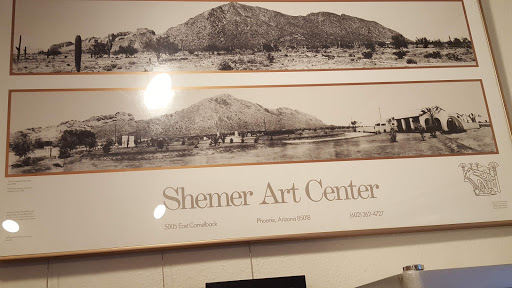 Shemer Art Center
5005 East Camelback Phoenix, Arizona 85018 (602) 262-4727